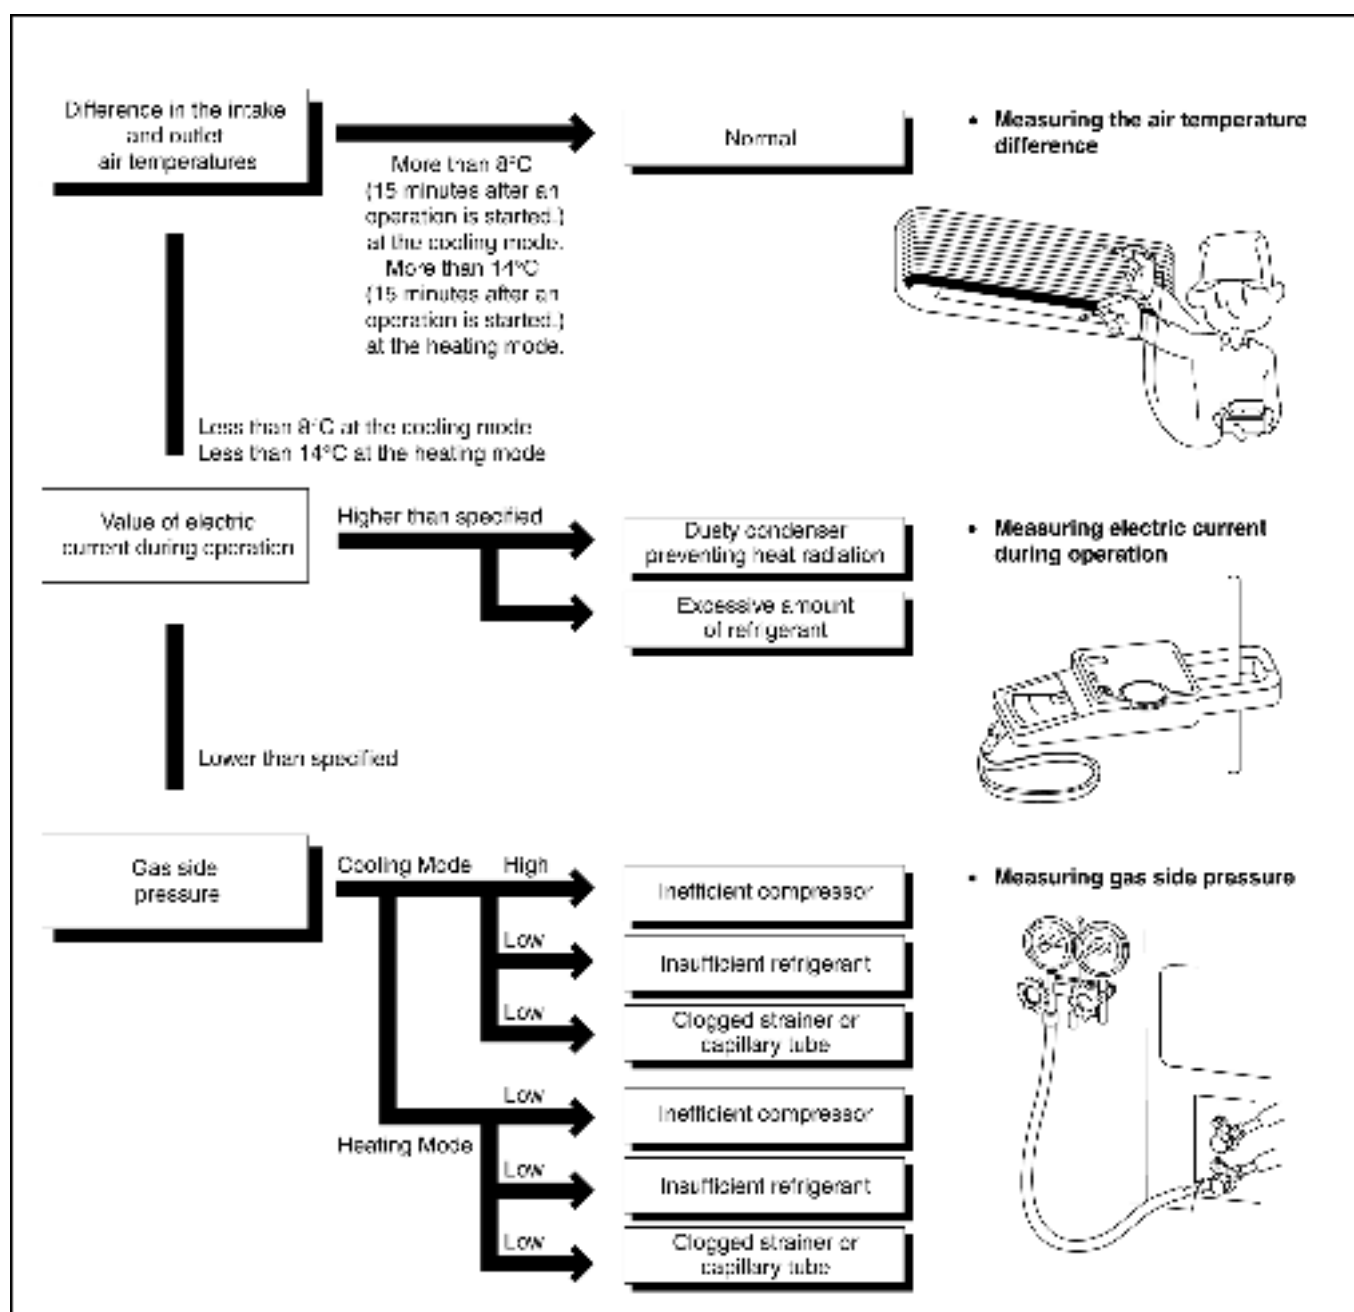 Difference in the intake
and outlet
air temperatures
More than 8°C
(15 minutes after an
operation is started.)
at the cooling mode.
More than 14°C
(15 minutes after an
operation is started.)
at the heating mode.
Normal
• Measuring the air temperature
difference
Less than 8°C at the cooling mode
Less than 14°C at the heating mode
Value of electric
current during operation
Higher than specified
Dusty condenser
preventing heat radiation
Excessive amount
of refrigerant
• Measuring electric current
during operation
Lower than specified
Gas side
pressure
Cooling Mode
High
Inefficient compressor
Low
Insufficient refrigerant
Low
Clogged strainer or
capillary tube
Heating Mode
Low
Inefficient compressor
Low
Insufficient refrigerant
Low
Clogged strainer or
capillary tube
• Measuring gas side pressure